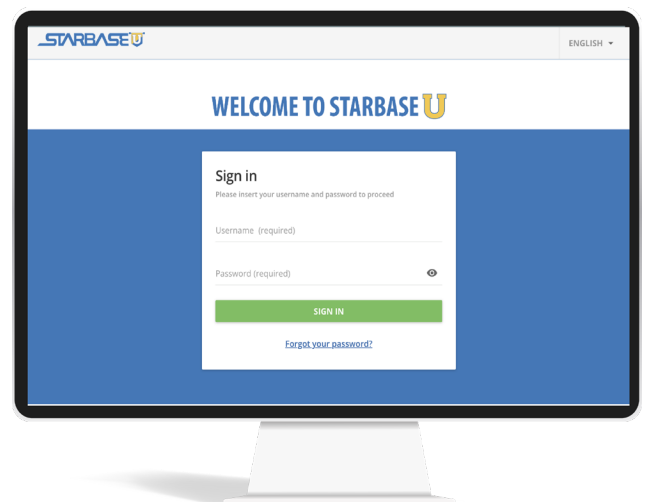 STARBASE U
ENGLISH
WELCOME TO STARBASE U
Sign in
Please insert your username and password to proceed
Username (required)
Password (required)
SIGN IN
Forgot your password?